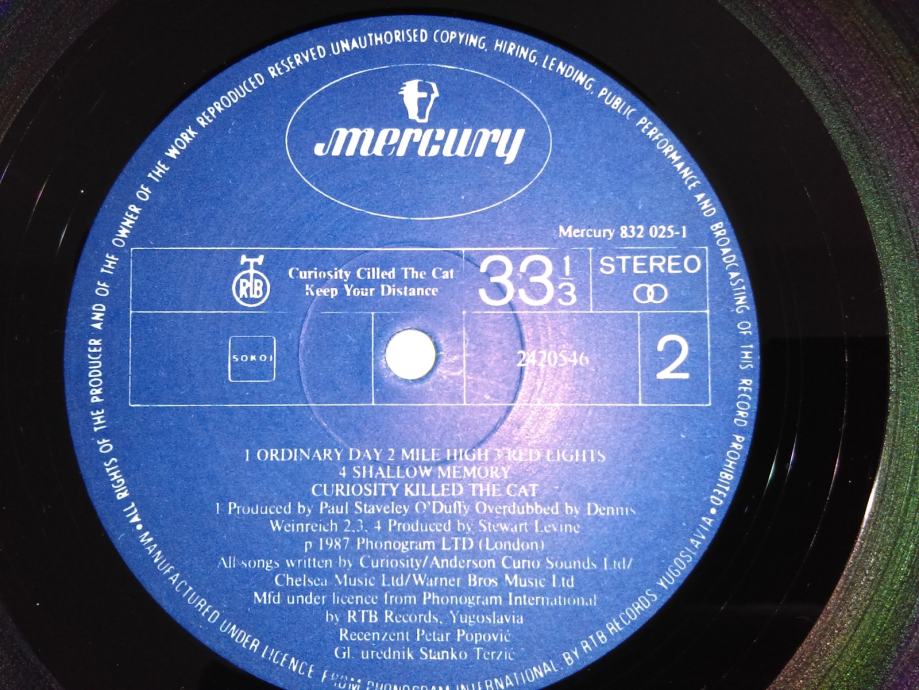 ALL RIGHTS OF THE PRODUCER AND OF THE OWNER OF THE WORK REPRODUCED RESERVED UNAUTHORISED COPYING, HIRING, LENDING, PUBLIC PERFORMANCE AND BROADCASTING OF THIS RECORD PROHIBITED •
mercury
Mercury 832 025-1
RTB
Curiosity Cilled The Cat
Keep Your Distance
33 1/3
STEREO
SOKOJ
2420546
2
1 ORDINARY DAY 2 MILE HIGH 3 RED LIGHTS
4 SHALLOW MEMORY
CURIOSITY KILLED THE CAT
1 Produced by Paul Staveley O'Duffy Overdubbed by Dennis
Weinreich 2,3, 4 Produced by Stewart Levine
p 1987 Phonogram LTD (London)
All songs written by Curiosity/Anderson Curio Sounds Ltd/
Chelsea Music Ltd/Warner Bros Music Ltd
Mfd under licence from Phonogram International
by RTB Records, Yugoslavia
Recenzent Petar Popović
Gl. urednik Stanko Terzić
• MANUFACTURED UNDER LICENCE FROM PHONOGRAM INTERNATIONAL. BY RTB RECORDS, YUGOSLAVIA •